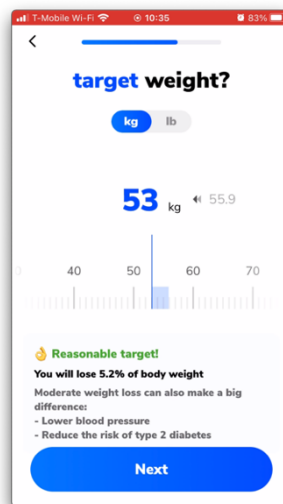 T-Mobile Wi-Fi 10:35 83%
target weight?
kg lb
53 kg 55.9
40 50 60 70
👌 Reasonable target!
You will lose 5.2% of body weight
Moderate weight loss can also make a big
difference:
- Lower blood pressure
- Reduce the risk of type 2 diabetes
Next